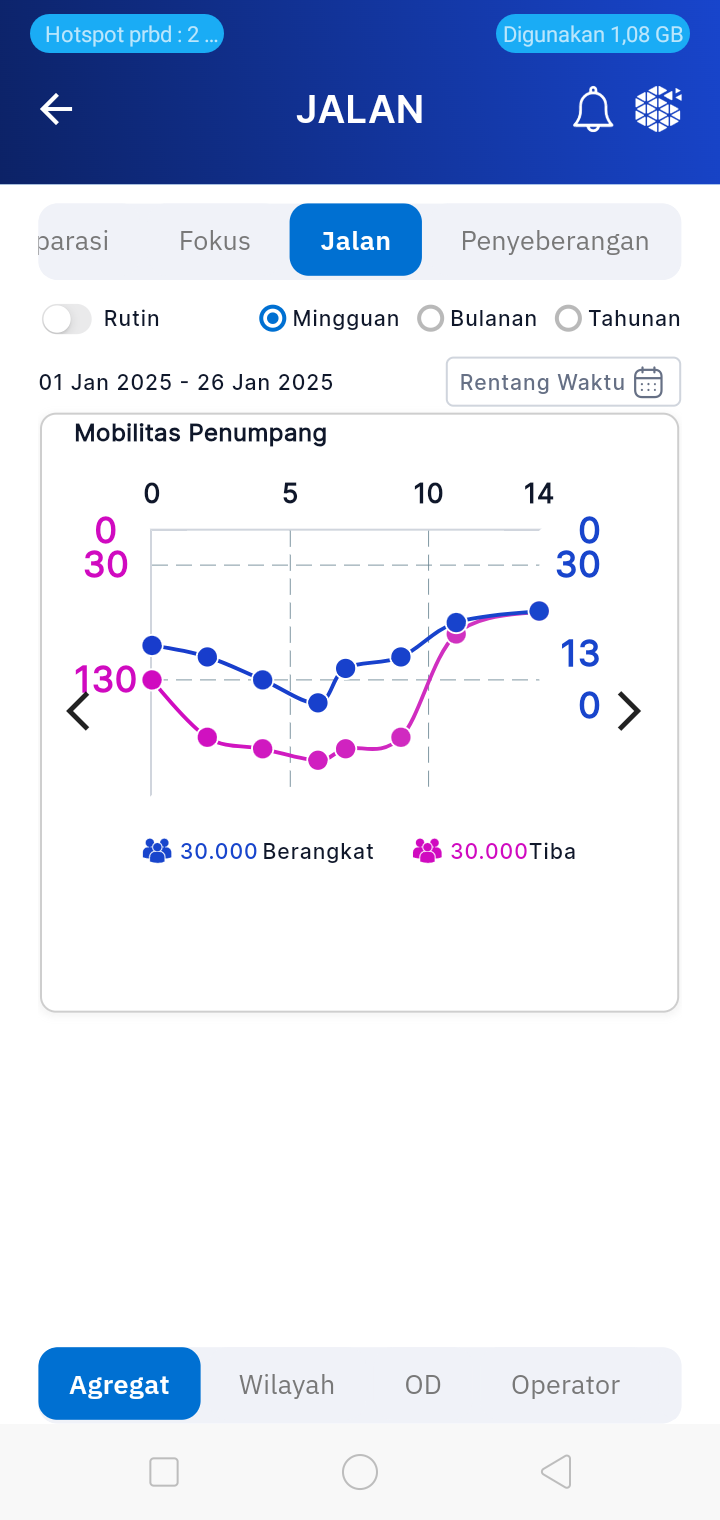 Hotspot prbd : 2 ... Digunakan 1,08 GB
JALAN
parasi Fokus Jalan Penyeberangan
Rutin Mingguan Bulanan Tahunan
01 Jan 2025 - 26 Jan 2025 Rentang Waktu
Mobilitas Penumpang
0 5 10 14
0 0
30 30
130 13
0
30.000 Berangkat 30.000Tiba
Agregat Wilayah OD Operator